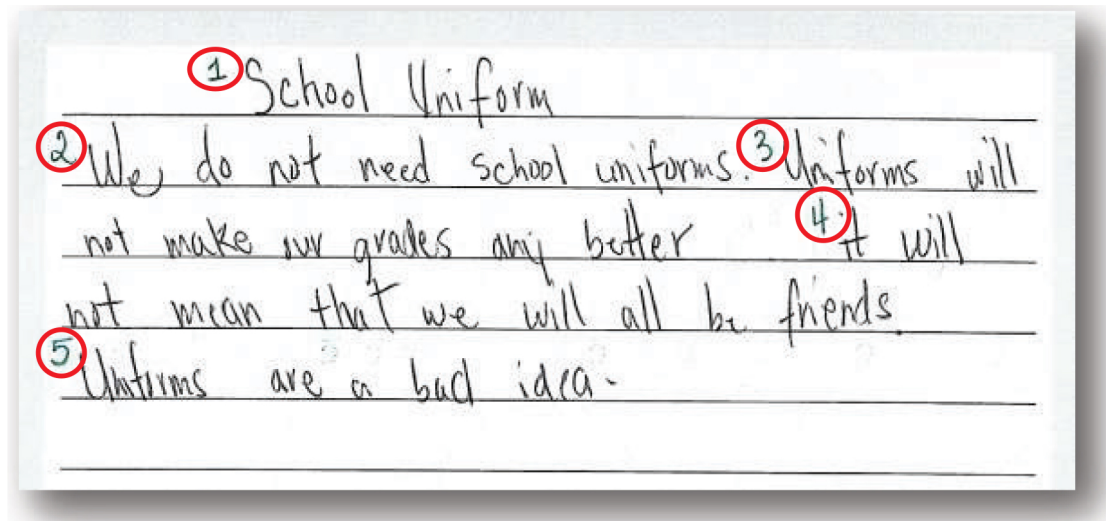 1 School Uniform
2 We do not need school uniforms. 3 Uniforms will
not make our grades any better 4 it will
not mean that we will all be friends.
5 Uniforms are a bad idea.